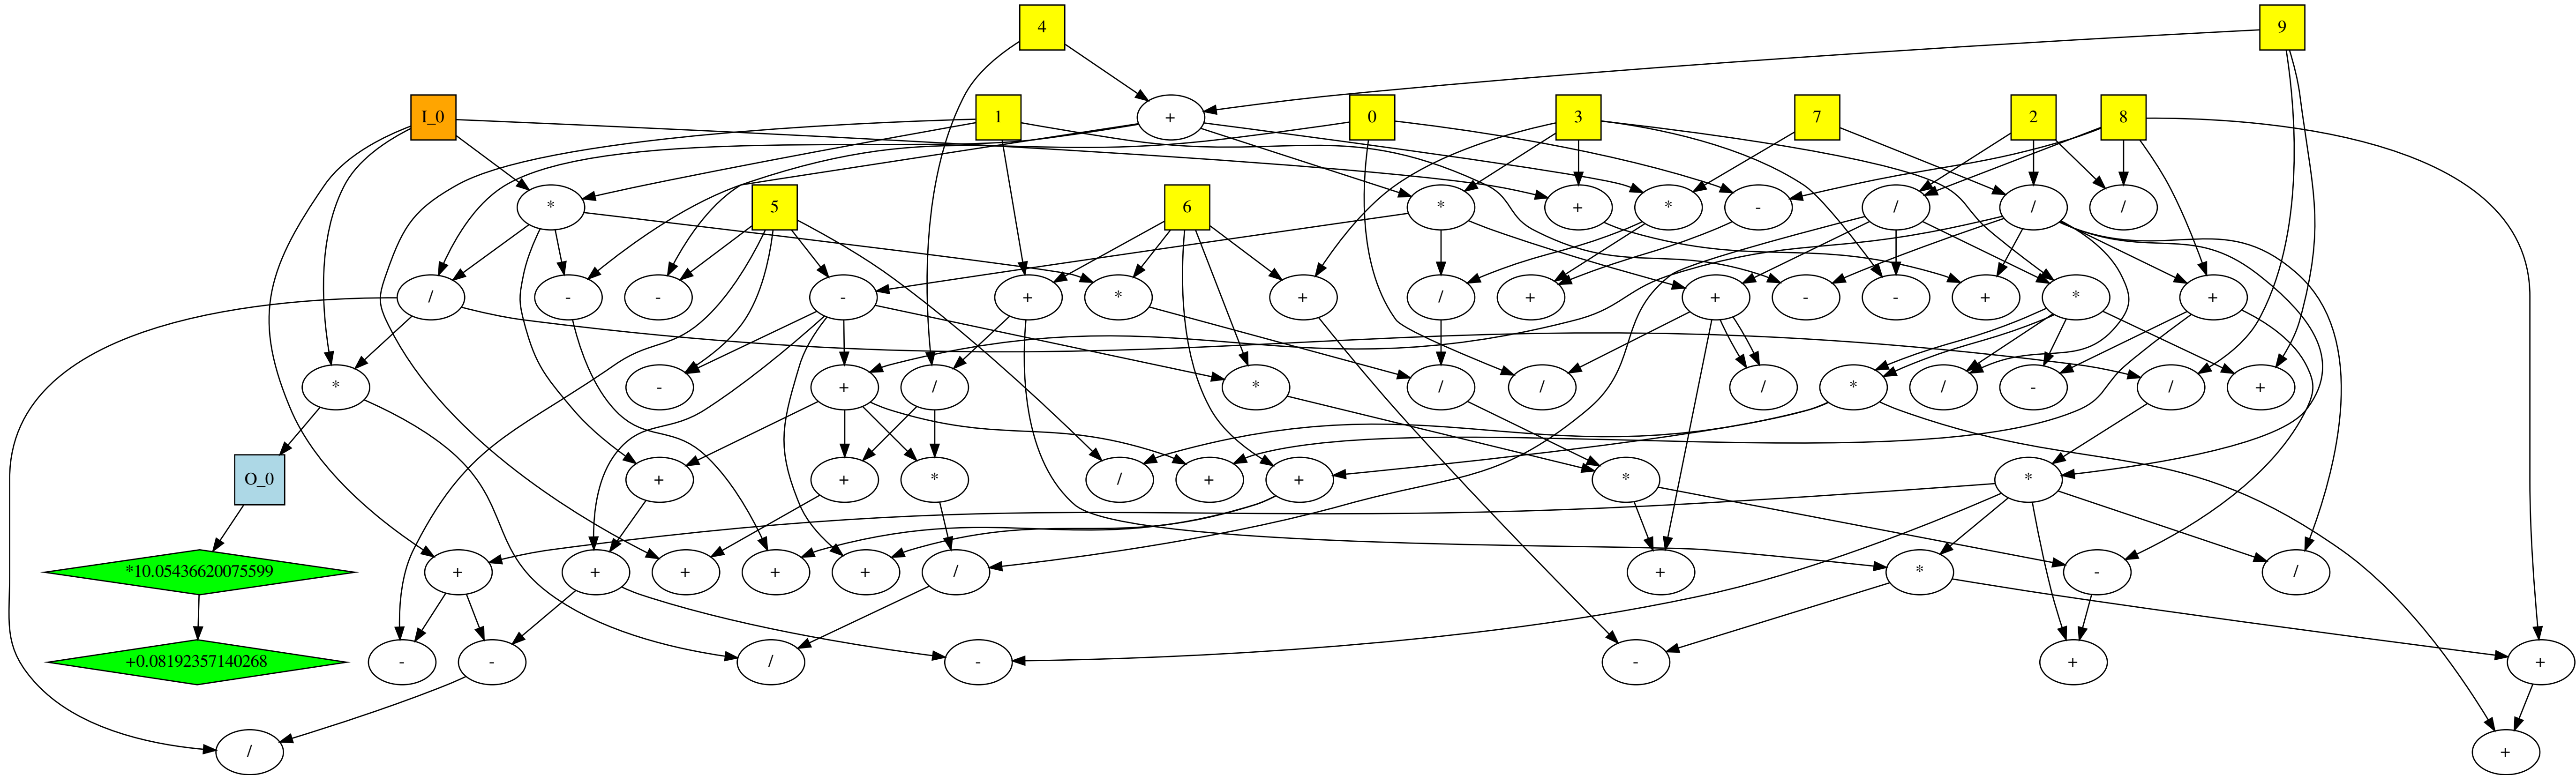 4 9
I_0 1 + 0 3 7 2 8
* 5 6 * + * - / / /
/ - - - + * + / + + - - + * +
* - + / * / / / * / - / +
O_0 + + * / + + * *
*10.05436620075599 + + + + + / + * - /
+0.08192357140268 - - / - - + +
/ +